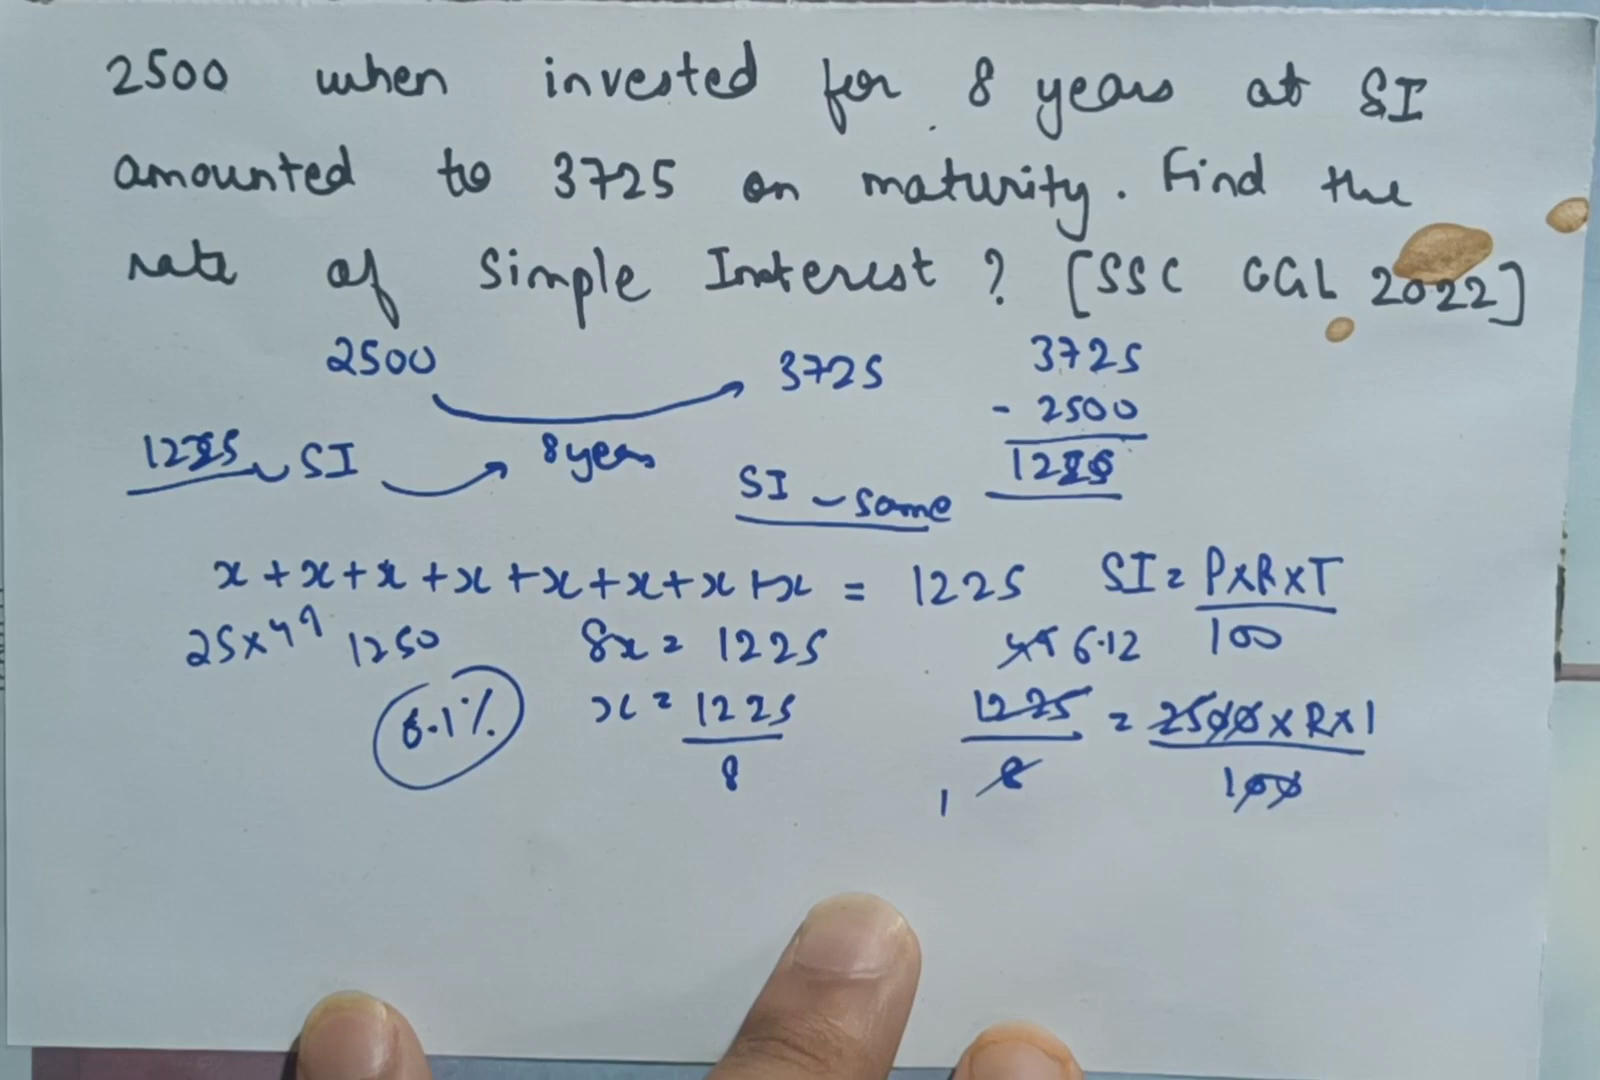 2500 when invested for 8 years at SI
amounted to 3725 on maturity. Find the
rate of Simple Interest ? [SSC CGL 2022]
2500 3725
3725
- 2500
1225
1225 SI 8 years
SI - Same
x + x + x + x + x + x + x + x = 1225
SI = P×R×T
100
25×49 1250
8x = 1225
x = 1225
8
6.1%
49 6.12
1225 = 2500 × R×1
8 100
1